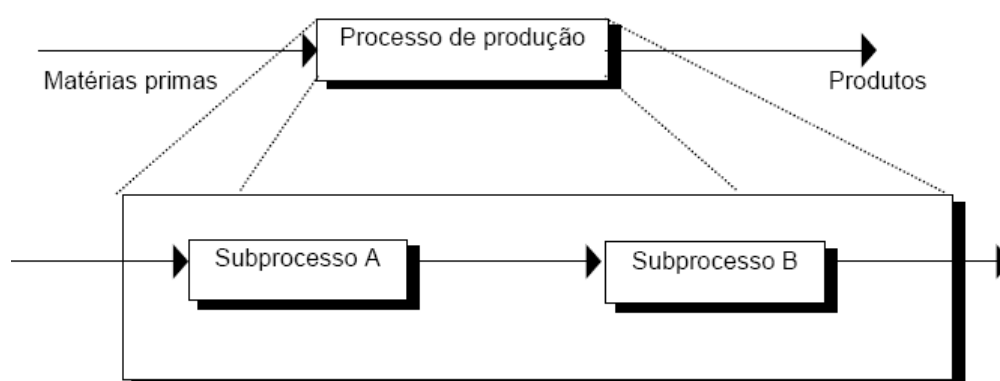 Processo de produção
Matérias primas
Produtos
Subprocesso A
Subprocesso B